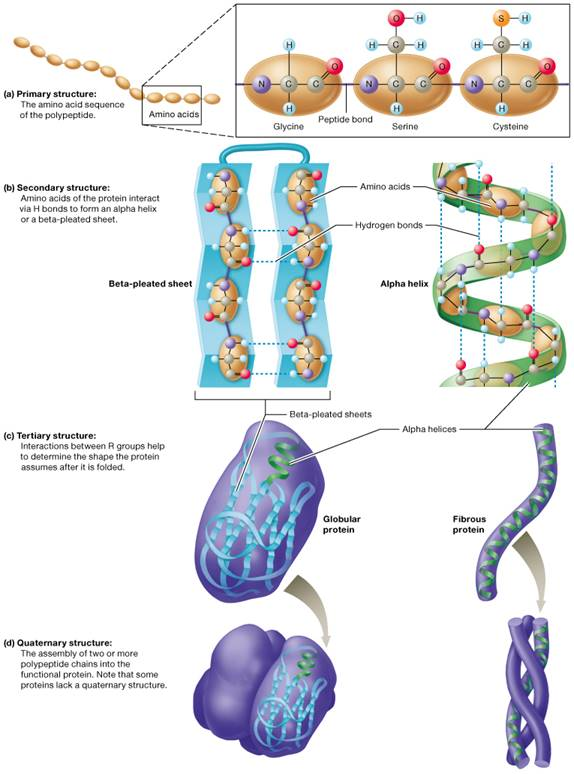 O H
S H
H
H C H
H C H
O
O
O
N C C
N C C
N C C
H
H
H
Glycine
Peptide bond
Serine
Cysteine
Amino acids
(a) Primary structure:
The amino acid sequence
of the polypeptide.
(b) Secondary structure:
Amino acids of the protein interact
via H bonds to form an alpha helix
or a beta-pleated sheet.
Amino acids
Hydrogen bonds
Beta-pleated sheet
Alpha helix
Beta-pleated sheets
Alpha helices
(c) Tertiary structure:
Interactions between R groups help
to determine the shape the protein
assumes after it is folded.
Globular
protein
Fibrous
protein
(d) Quaternary structure:
The assembly of two or more
polypeptide chains into the
functional protein. Note that some
proteins lack a quaternary structure.